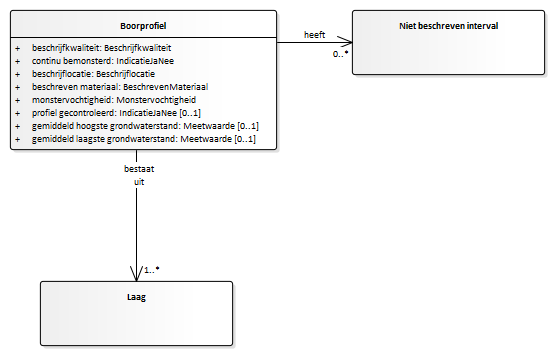 Boorprofiel
+ beschrijfkwaliteit: Beschrijfkwaliteit
+ continu bemonsterd: IndicatieJaNee
+ beschrijflocatie: Beschrijflocatie
+ beschreven materiaal: BeschrevenMateriaal
+ monstervochtigheid: Monstervochtigheid
+ profiel gecontroleerd: IndicatieJaNee [0..1]
+ gemiddeld hoogste grondwaterstand: Meetwaarde [0..1]
+ gemiddeld laagste grondwaterstand: Meetwaarde [0..1]
heeft
0..*
Niet beschreven interval
bestaat
uit
1..*
Laag